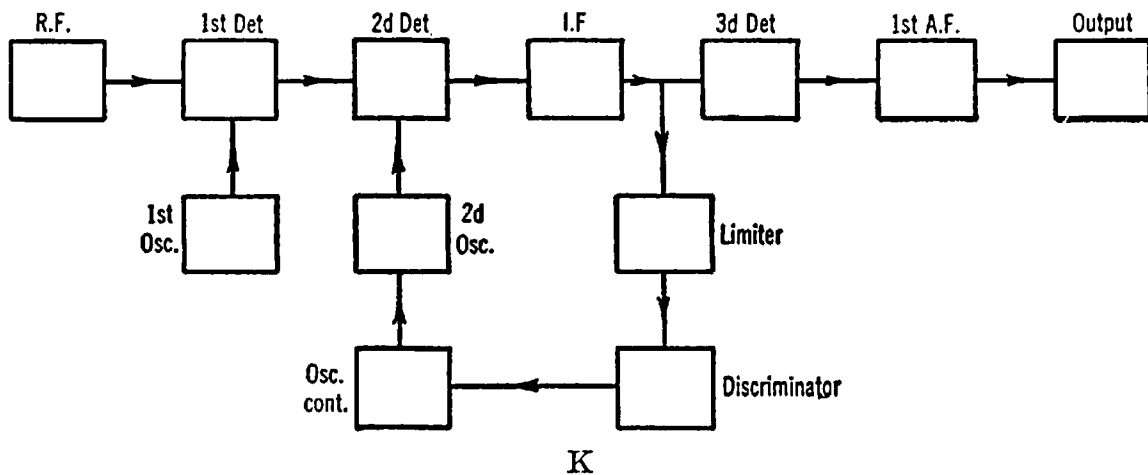 R.F.
1st Det
2d Det
I.F
3d Det
1st A.F.
Output
1st
Osc.
2d
Osc.
Limiter
Osc.
cont.
Discriminator
K